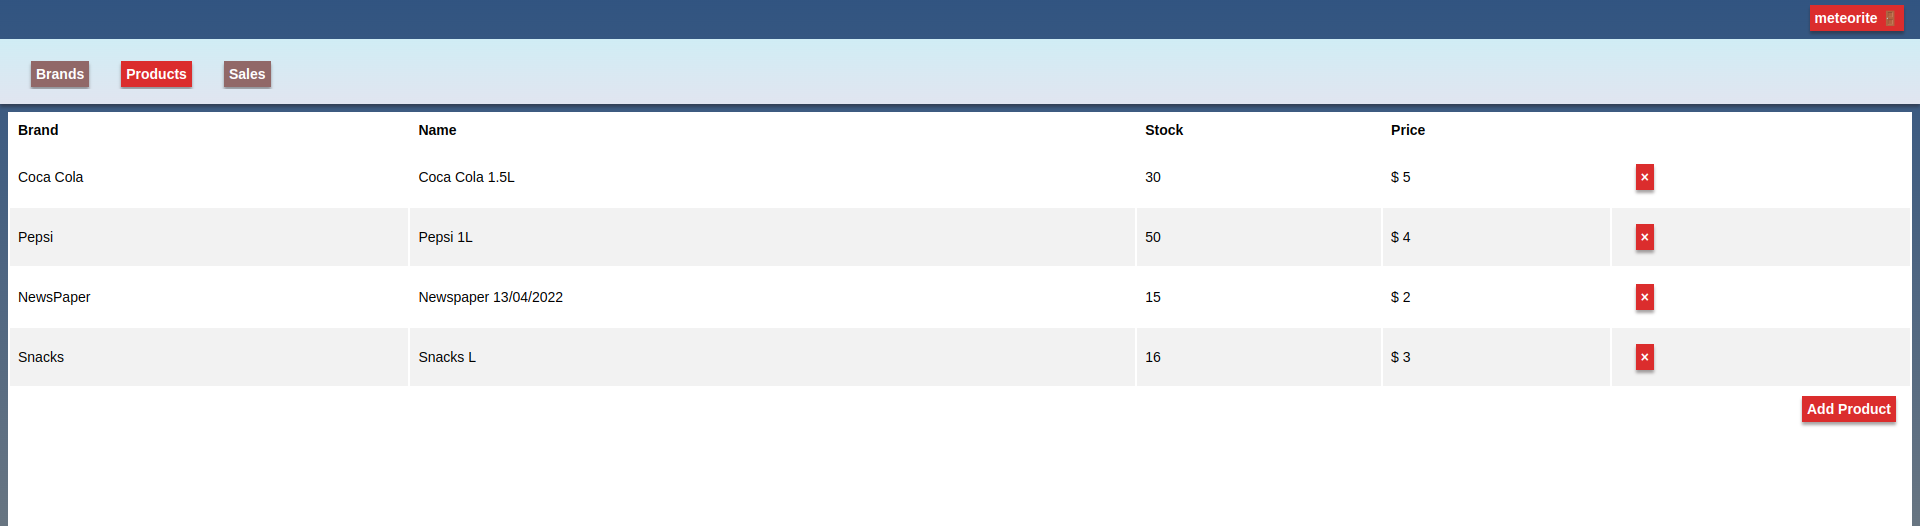 meteorite 🚪
Brands Products Sales
Brand Name Stock Price
Coca Cola Coca Cola 1.5L 30 $ 5 ×
Pepsi Pepsi 1L 50 $ 4 ×
NewsPaper Newspaper 13/04/2022 15 $ 2 ×
Snacks Snacks L 16 $ 3 ×
Add Product